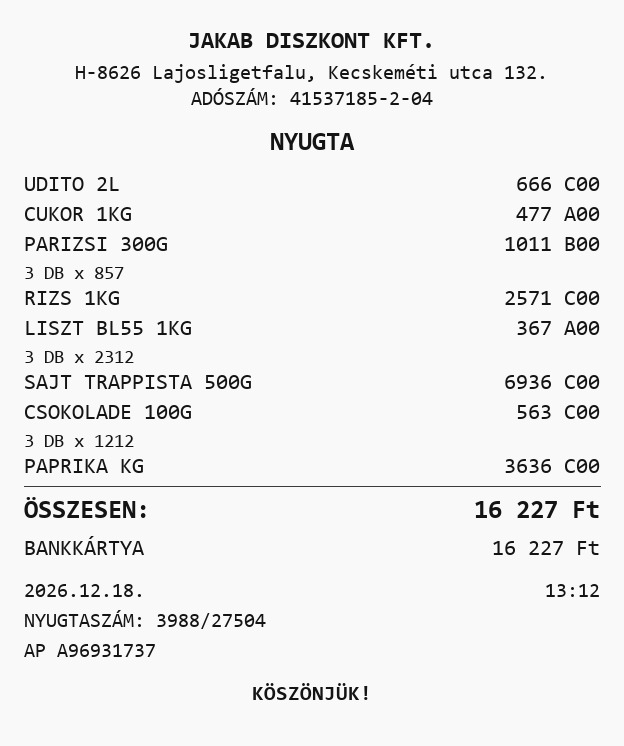 JAKAB DISZKONT KFT.
H-8626 Lajosligetfalu, Kecskeméti utca 132.
ADÓSZÁM: 41537185-2-04
NYUGTA
UDITO 2L 666 C00
CUKOR 1KG 477 A00
PARIZSI 300G 1011 B00
3 DB x 857
RIZS 1KG 2571 C00
LISZT BL55 1KG 367 A00
3 DB x 2312
SAJT TRAPPISTA 500G 6936 C00
CSOKOLADE 100G 563 C00
3 DB x 1212
PAPRIKA KG 3636 C00
ÖSSZESEN: 16 227 Ft
BANKKÁRTYA 16 227 Ft
2026.12.18. 13:12
NYUGTASZÁM: 3988/27504
AP A96931737
KÖSZÖNJÜK!